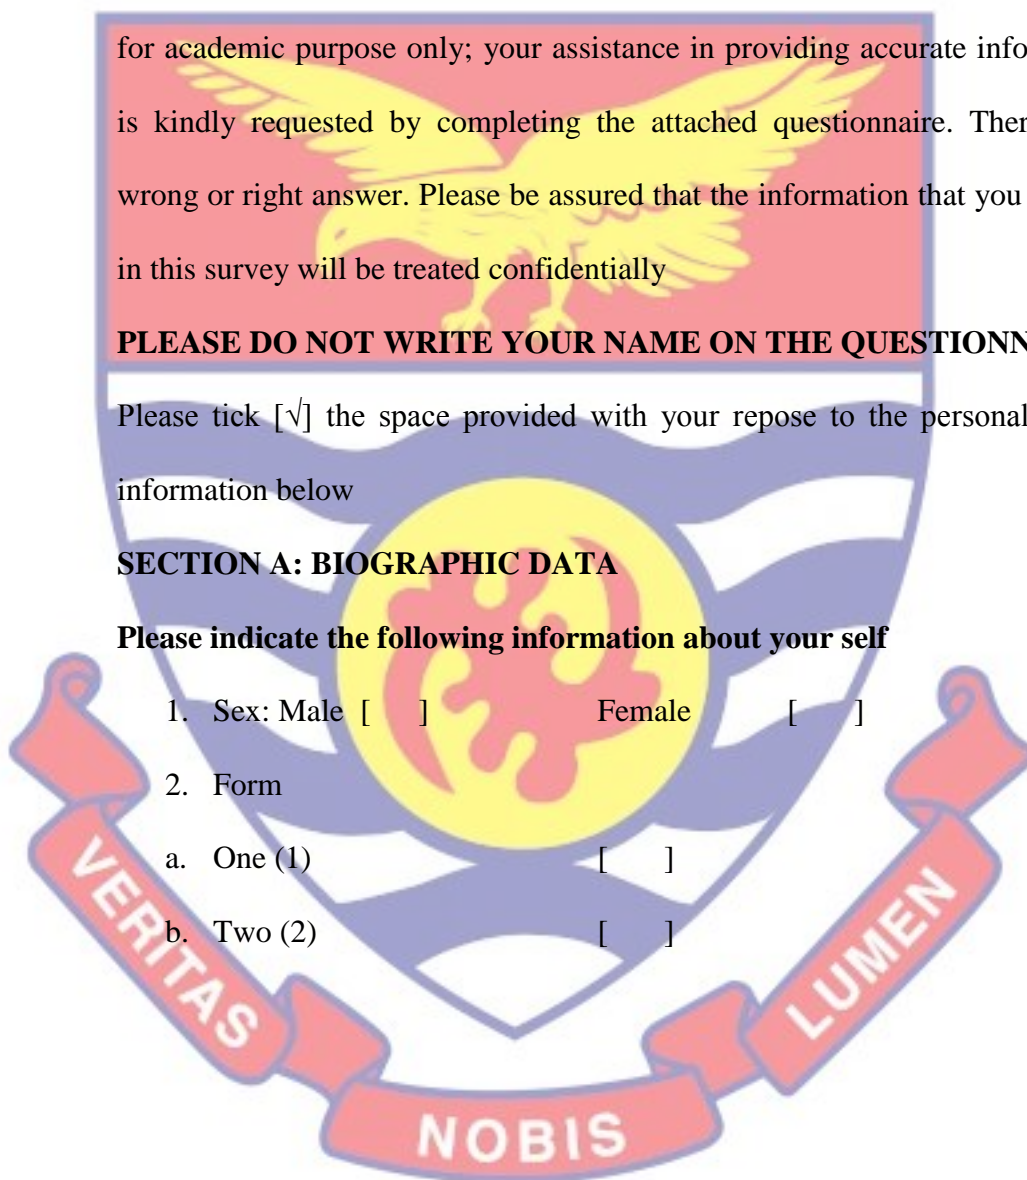 for academic purpose only; your assistance in providing accurate info
is kindly requested by completing the attached questionnaire. Ther
wrong or right answer. Please be assured that the information that you
in this survey will be treated confidentially
PLEASE DO NOT WRITE YOUR NAME ON THE QUESTIONN
Please tick [√] the space provided with your repose to the personal
information below
SECTION A: BIOGRAPHIC DATA
Please indicate the following information about your self
1. Sex: Male [ ] Female [ ]
2. Form
a. One (1) [ ]
b. Two (2) [ ]
VERITAS
NOBIS
LUMEN